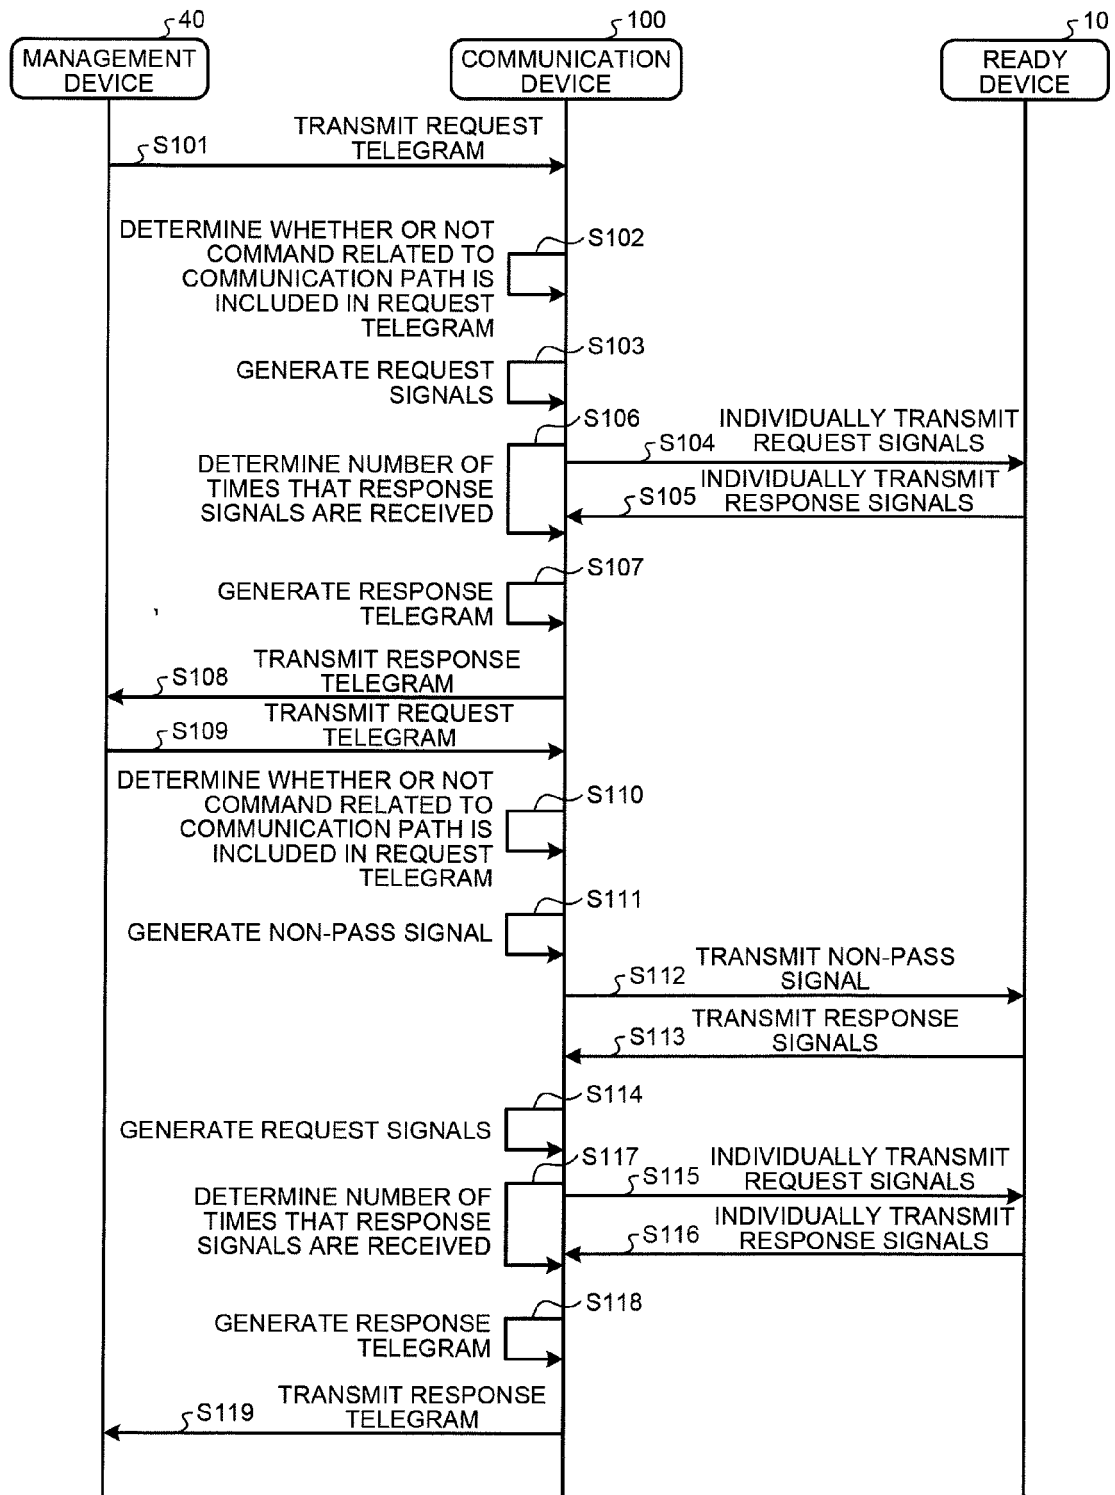 40
100
10
MANAGEMENT
DEVICE
COMMUNICATION
DEVICE
READY
DEVICE
TRANSMIT REQUEST
TELEGRAM
S101
DETERMINE WHETHER OR NOT
COMMAND RELATED TO
COMMUNICATION PATH IS
INCLUDED IN REQUEST
TELEGRAM
S102
GENERATE REQUEST
SIGNALS
S103
S106
DETERMINE NUMBER OF
TIMES THAT RESPONSE
SIGNALS ARE RECEIVED
INDIVIDUALLY TRANSMIT
REQUEST SIGNALS
S104
INDIVIDUALLY TRANSMIT
RESPONSE SIGNALS
S105
GENERATE RESPONSE
TELEGRAM
S107
TRANSMIT RESPONSE
TELEGRAM
S108
TRANSMIT REQUEST
TELEGRAM
S109
DETERMINE WHETHER OR NOT
COMMAND RELATED TO
COMMUNICATION PATH IS
INCLUDED IN REQUEST
TELEGRAM
S110
GENERATE NON-PASS SIGNAL
S111
TRANSMIT NON-PASS
SIGNAL
S112
TRANSMIT RESPONSE
SIGNALS
S113
GENERATE REQUEST SIGNALS
S114
S117
DETERMINE NUMBER OF
TIMES THAT RESPONSE
SIGNALS ARE RECEIVED
INDIVIDUALLY TRANSMIT
REQUEST SIGNALS
S115
INDIVIDUALLY TRANSMIT
RESPONSE SIGNALS
S116
GENERATE RESPONSE
TELEGRAM
S118
TRANSMIT RESPONSE
TELEGRAM
S119